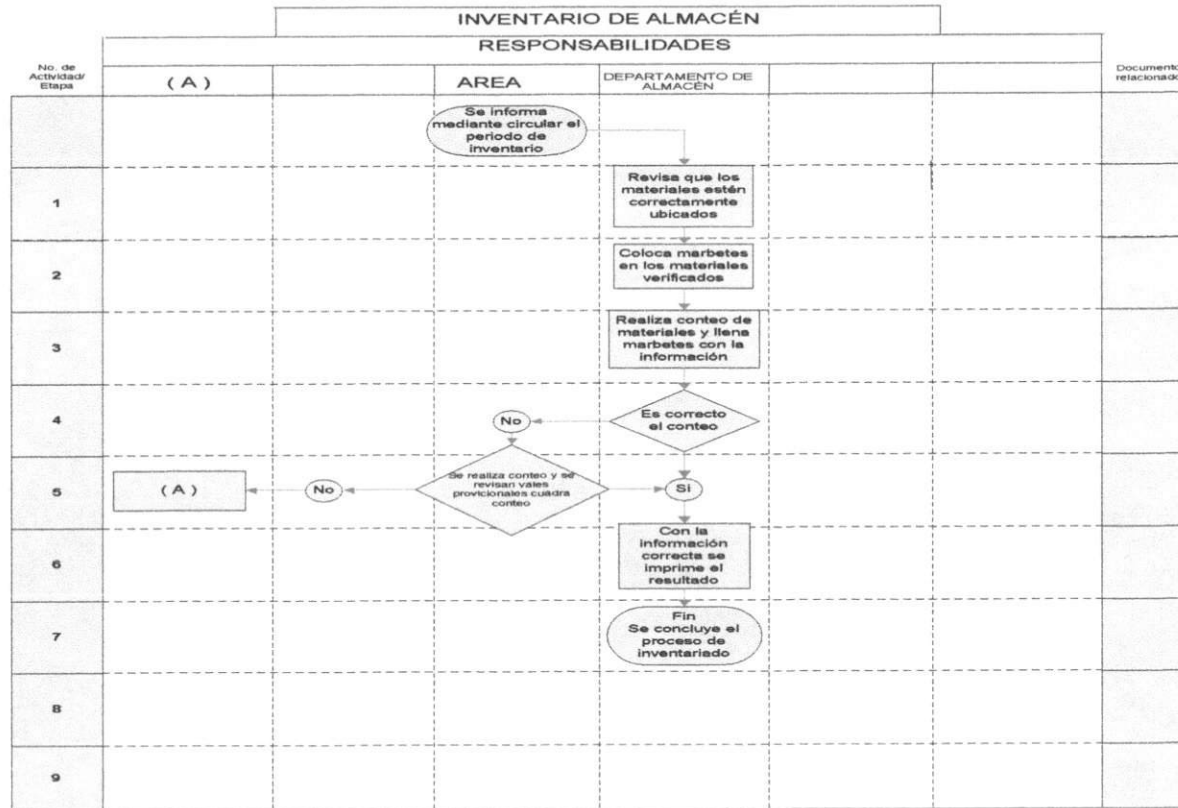 INVENTARIO DE ALMACÉN
RESPONSABILIDADES
No. de
Actividad/
Etapa
( A )
AREA
DEPARTAMENTO DE
ALMACÉN
Documento
relacionado
Se informa
mediante circular el
periodo de
inventario
1
Revisa que los
materiales estén
correctamente
ubicados
2
Coloca marbetes
en los materiales
verificados
3
Realiza conteo de
materiales y llena
marbetes con la
información
4
No
Es correcto
el conteo
5
( A )
No
Se realiza conteo y se
revisan vales
provicionales cuadra
conteo
Si
6
Con la
información
correcta se
imprime el
resultado
7
Fin
Se concluye el
proceso de
inventariado
8
9